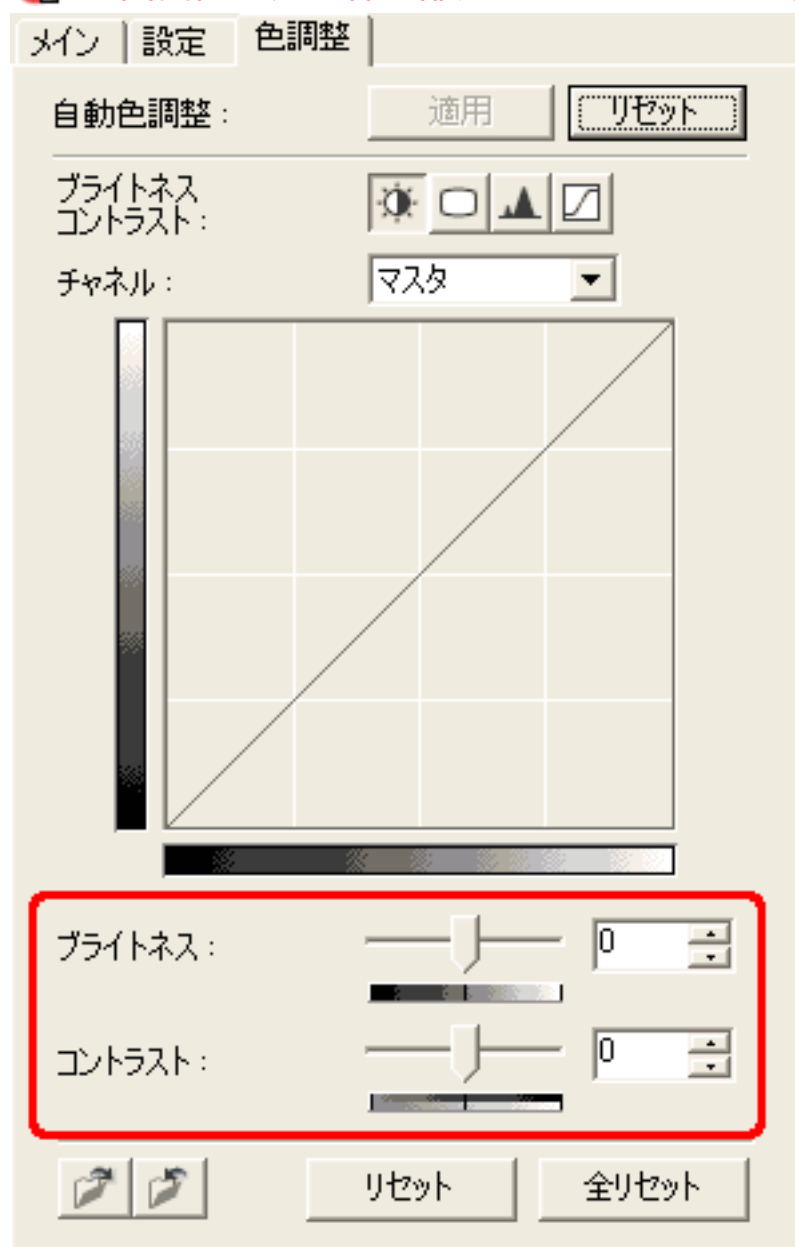 メイン 設定 色調整
自動色調整： 適用 リセット
ブライトネス
コントラスト：
チャネル： マスタ
ブライトネス： 0
コントラスト： 0
リセット 全リセット